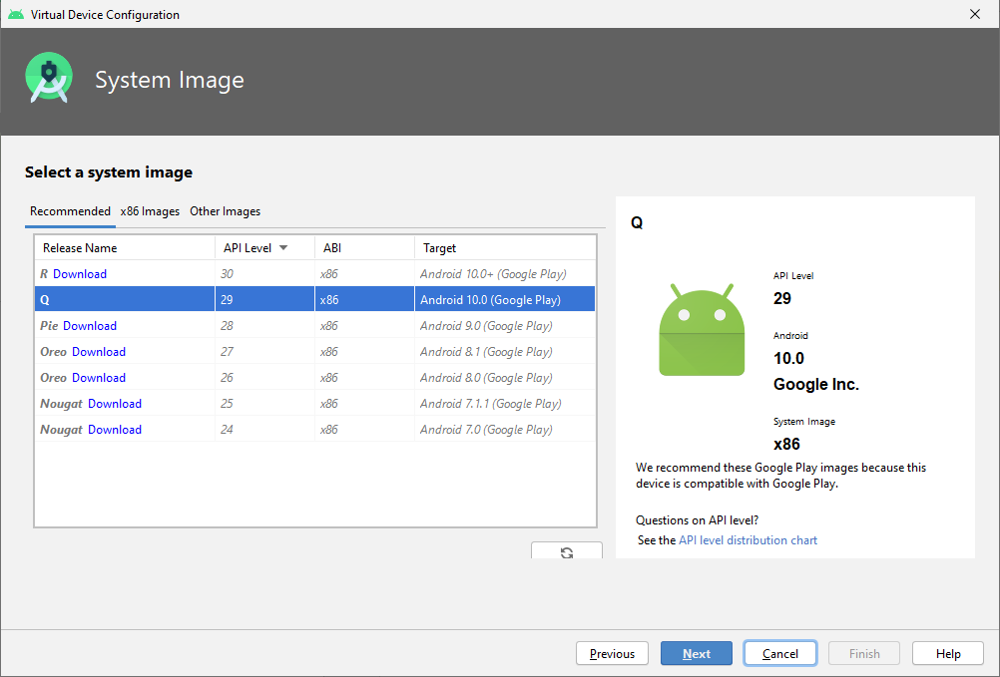 Virtual Device Configuration
System Image
Select a system image
Recommended x86 Images Other Images
Release Name API Level ABI Target
R Download 30 x86 Android 10.0+ (Google Play)
Q 29 x86 Android 10.0 (Google Play)
Pie Download 28 x86 Android 9.0 (Google Play)
Oreo Download 27 x86 Android 8.1 (Google Play)
Oreo Download 26 x86 Android 8.0 (Google Play)
Nougat Download 25 x86 Android 7.1.1 (Google Play)
Nougat Download 24 x86 Android 7.0 (Google Play)
Q
API Level
29
Android
10.0
Google Inc.
System Image
x86
We recommend these Google Play images because this
device is compatible with Google Play.
Questions on API level?
See the API level distribution chart
Previous Next Cancel Finish Help